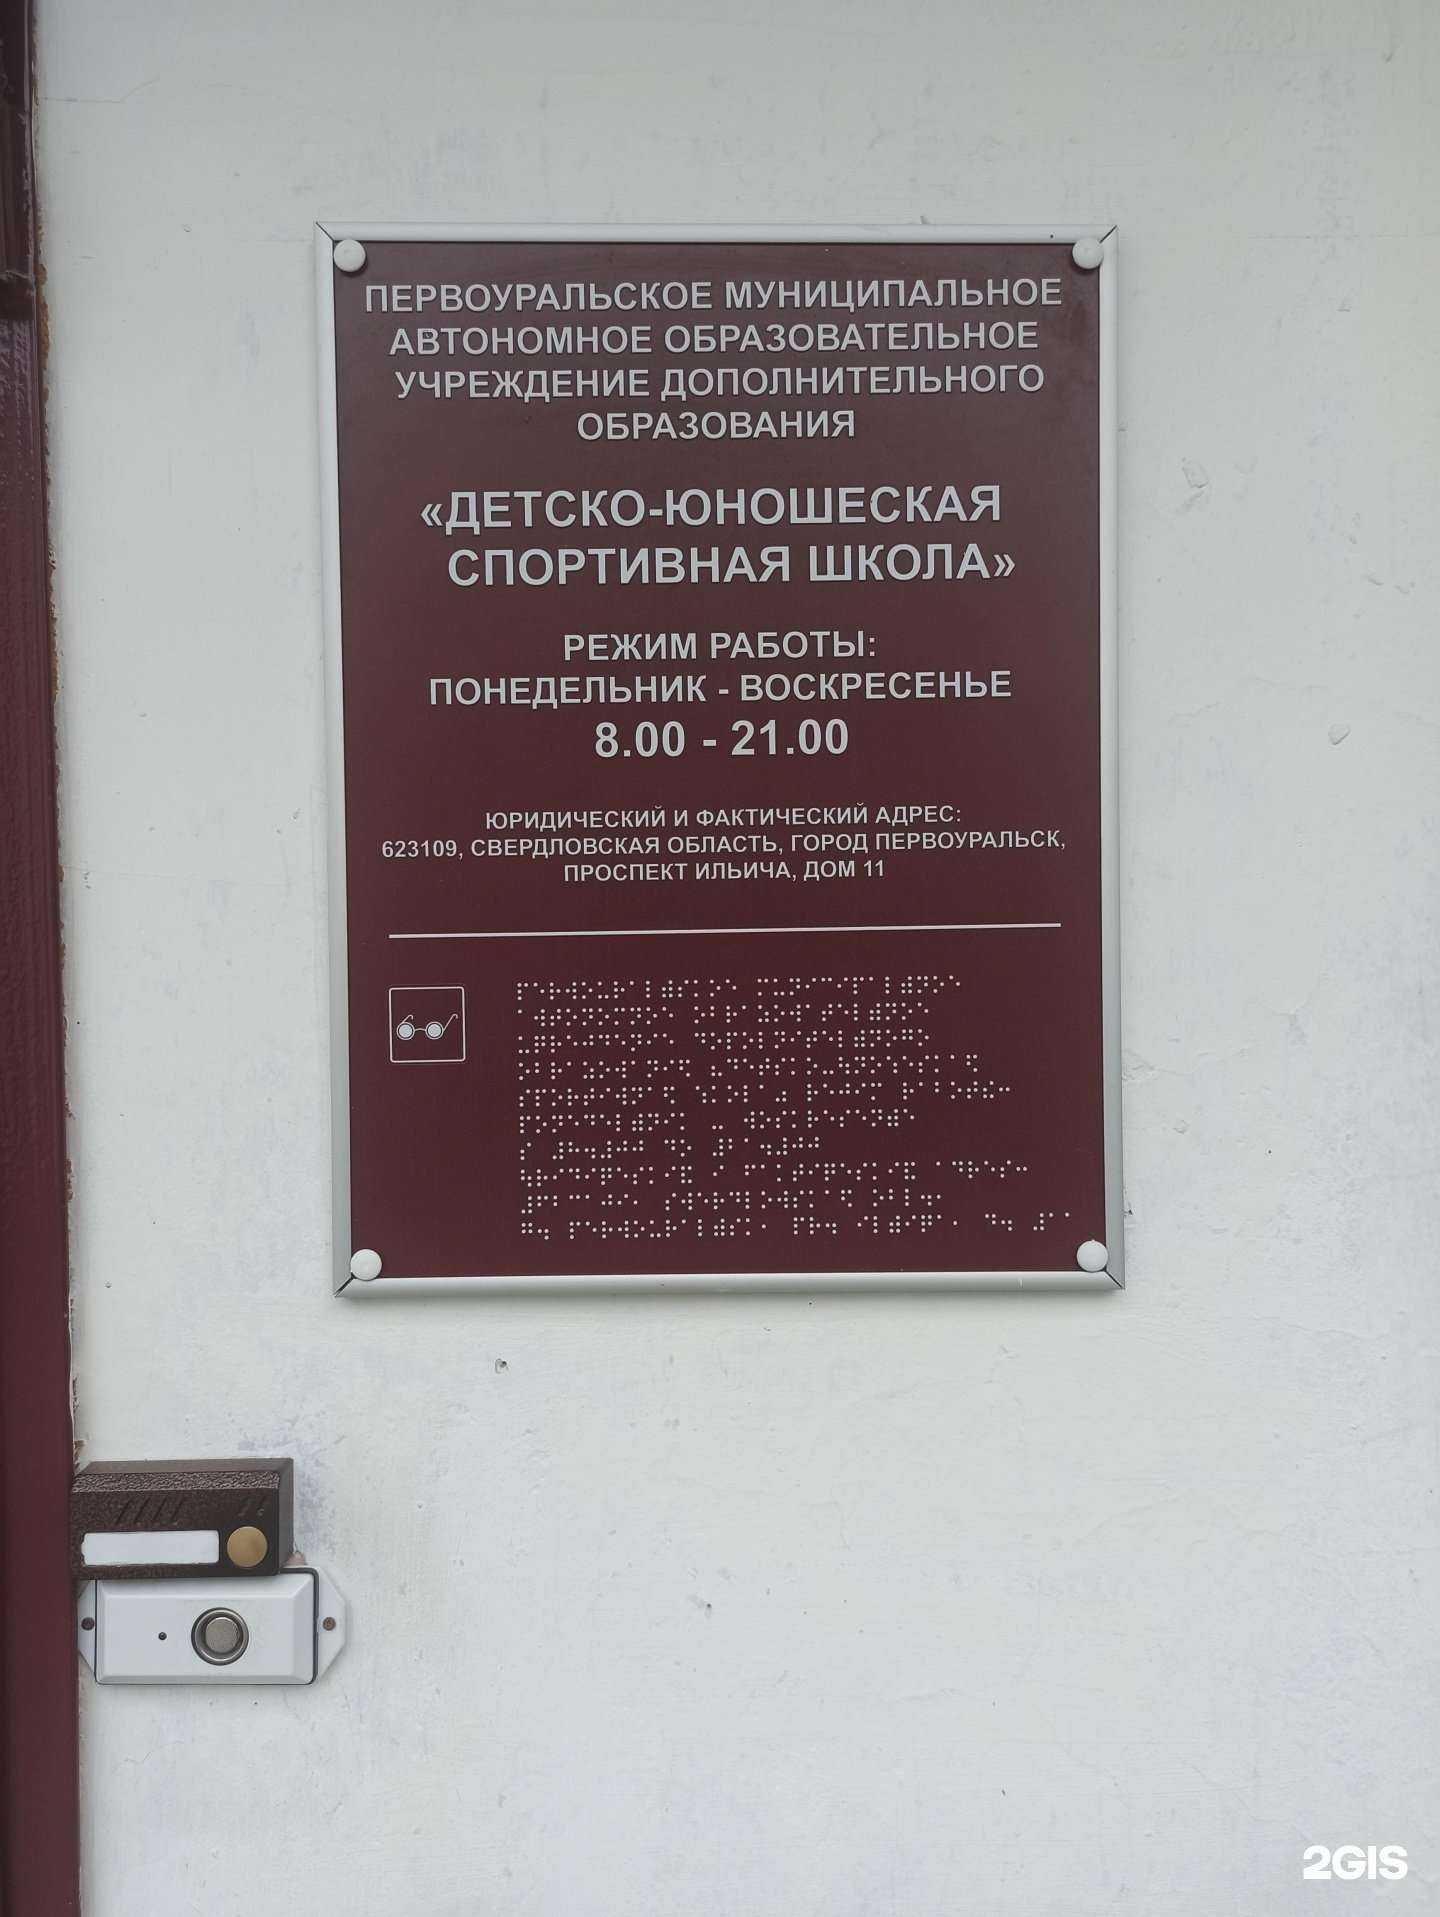 ПЕРВОУРАЛЬСКОЕ МУНИЦИПАЛЬНОЕ
АВТОНОМНОЕ ОБРАЗОВАТЕЛЬНОЕ
УЧРЕЖДЕНИЕ ДОПОЛНИТЕЛЬНОГО
ОБРАЗОВАНИЯ
«ДЕТСКО-ЮНОШЕСКАЯ
СПОРТИВНАЯ ШКОЛА»
РЕЖИМ РАБОТЫ:
ПОНЕДЕЛЬНИК - ВОСКРЕСЕНЬЕ
8.00 - 21.00
ЮРИДИЧЕСКИЙ И ФАКТИЧЕСКИЙ АДРЕС:
623109, СВЕРДЛОВСКАЯ ОБЛАСТЬ, ГОРОД ПЕРВОУРАЛЬСК,
ПРОСПЕКТ ИЛЬИЧА, ДОМ 11
2GIS